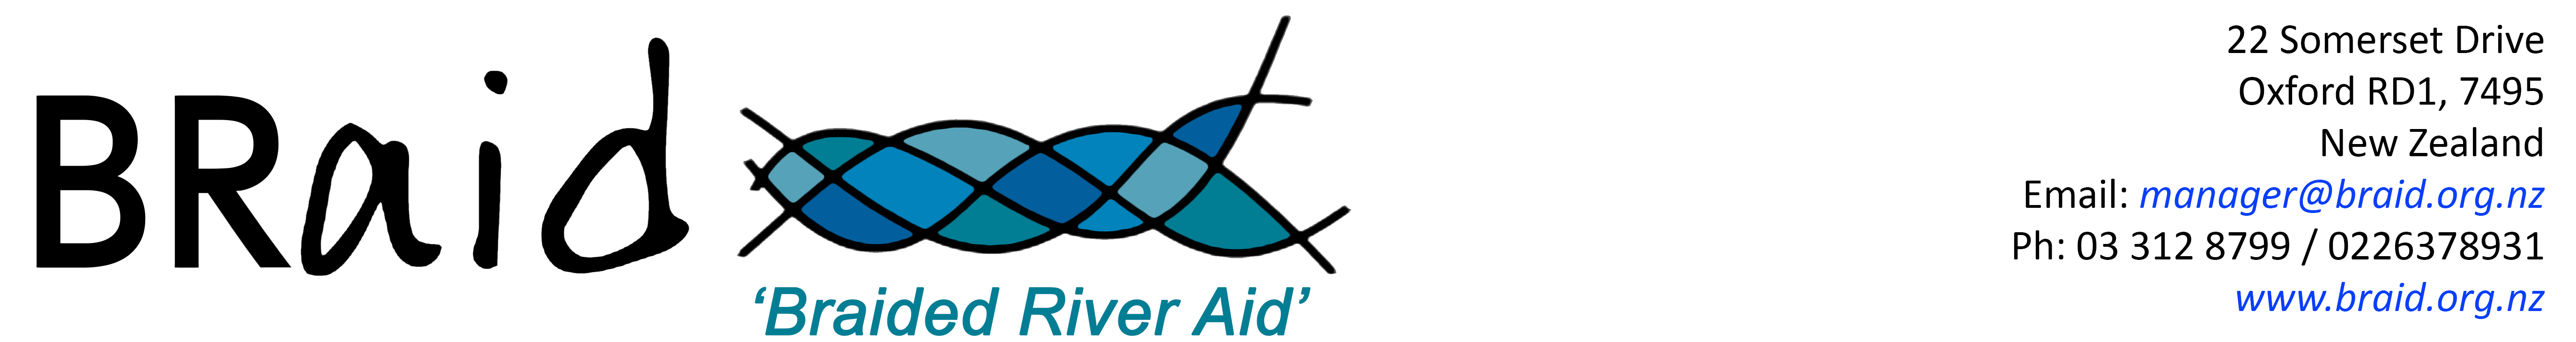 BRaid
‘Braided River Aid’
22 Somerset Drive
Oxford RD1, 7495
New Zealand
Email: manager@braid.org.nz
Ph: 03 312 8799 / 0226378931
www.braid.org.nz